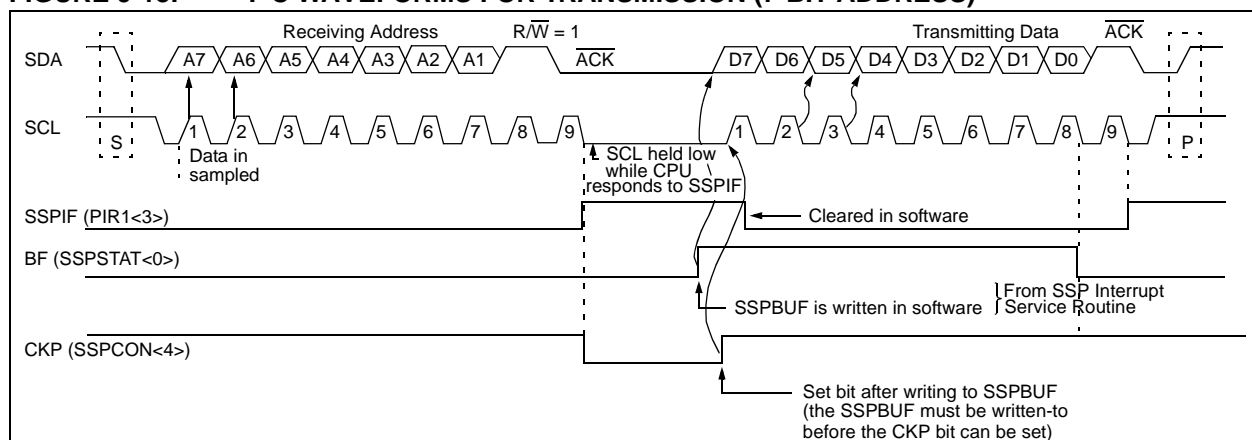 FIGURE 9-13: I²C WAVEFORMS FOR TRANSMISSION (7-BIT ADDRESS)
Receiving Address R/W = 1 Transmitting Data ACK
SDA A7 A6 A5 A4 A3 A2 A1 ACK D7 D6 D5 D4 D3 D2 D1 D0
SCL 1 2 3 4 5 6 7 8 9 1 2 3 4 5 6 7 8 9
S P
Data in
sampled
SCL held low
while CPU
responds to SSPIF
SSPIF (PIR1<3>)
Cleared in software
BF (SSPSTAT<0>)
SSPBUF is written in software
From SSP Interrupt
Service Routine
CKP (SSPCON<4>)
Set bit after writing to SSPBUF
(the SSPBUF must be written-to
before the CKP bit can be set)